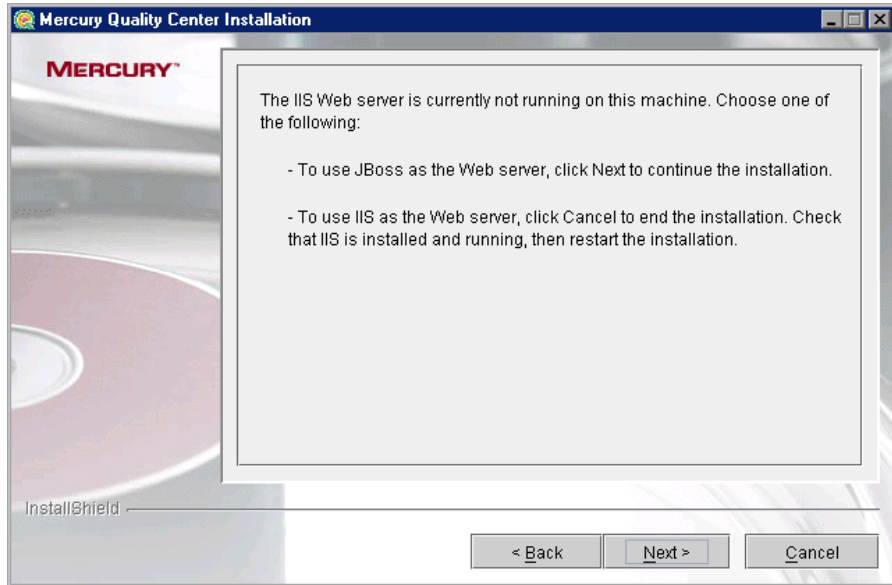 Mercury Quality Center Installation
MERCURY™
The IIS Web server is currently not running on this machine. Choose one of
the following:
- To use JBoss as the Web server, click Next to continue the installation.
- To use IIS as the Web server, click Cancel to end the installation. Check
that IIS is installed and running, then restart the installation.
InstallShield
< Back
Next >
Cancel